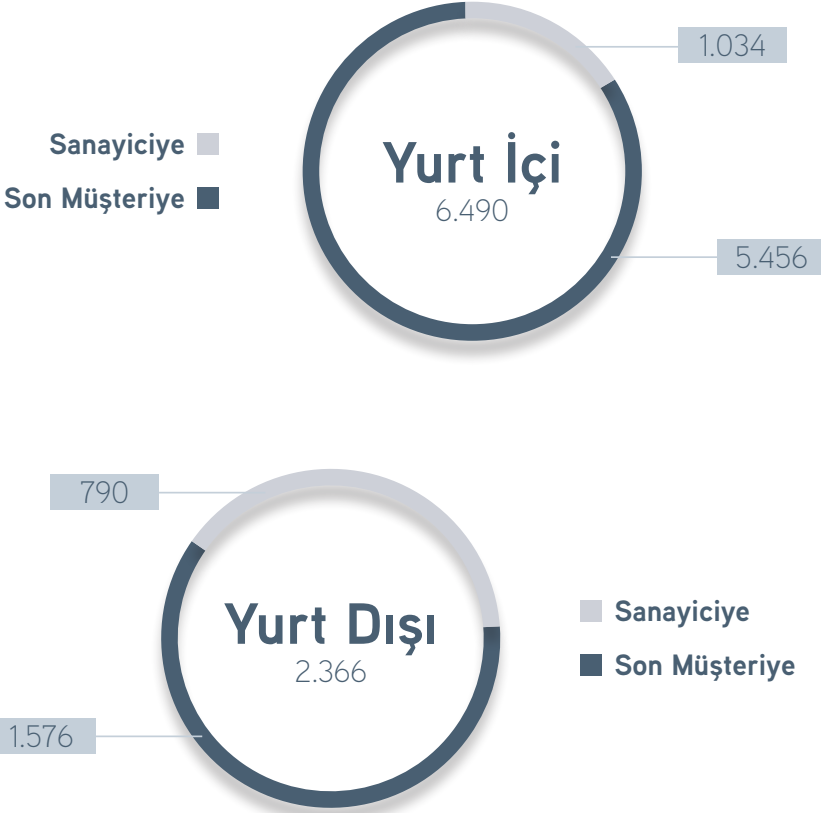 1.034
Sanayiciye
Son Müşteriye
Yurt İçi
6.490
5.456
790
Yurt Dışı
2.366
Sanayiciye
Son Müşteriye
1.576